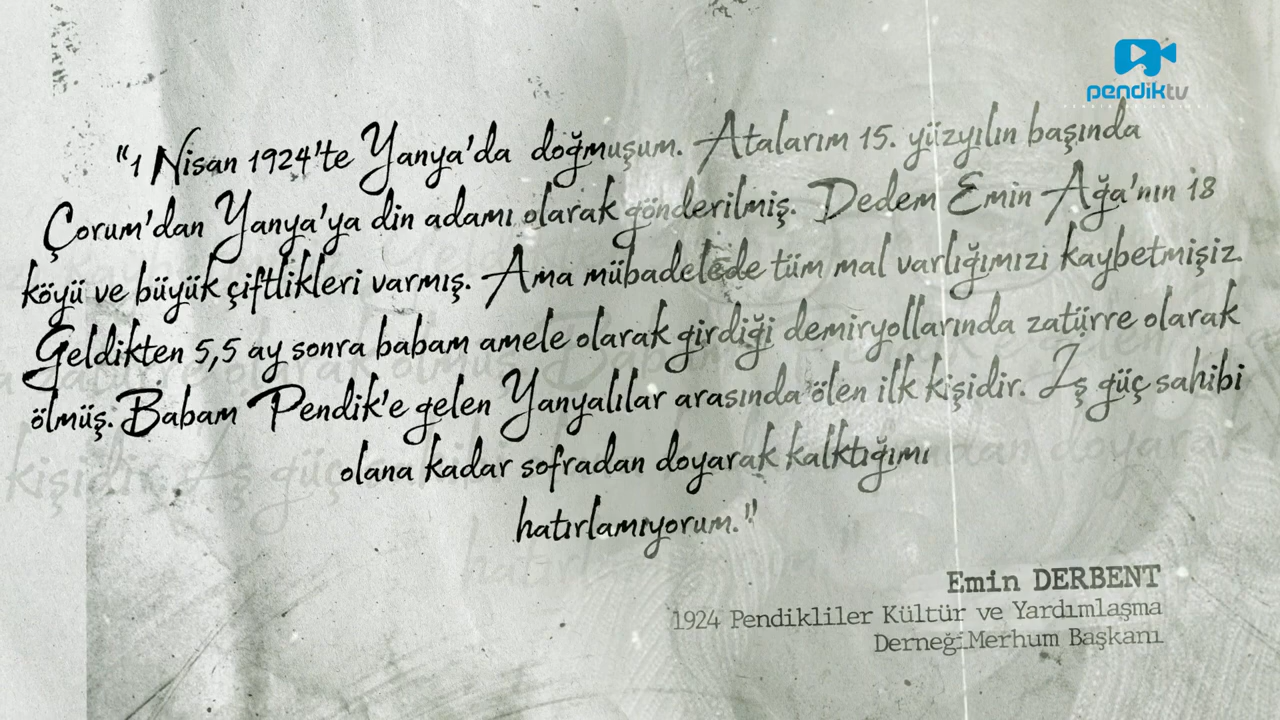 pendiktv
"1 Nisan 1924'te Yanya'da doğmuşum. Atalarım 15. yüzyılın başında
Çorum'dan Yanya'ya din adamı olarak gönderilmiş. Dedem Emin Ağa'nın 18
köyü ve büyük çiftlikleri varmış. Ama mübadelede tüm mal varlığımızı kaybetmişiz.
Geldikten 5,5 ay sonra babam amele olarak girdiği demiryollarında zatürre olarak
ölmüş. Babam Pendik'e gelen Yanyalılar arasında ölen ilk kişidir. İş güç sahibi
olana kadar sofradan doyarak kalktığımı
hatırlamıyorum."
Emin DERBENT
1924 Pendikliler Kültür ve Yardımlaşma
Derneği Merhum Başkanı